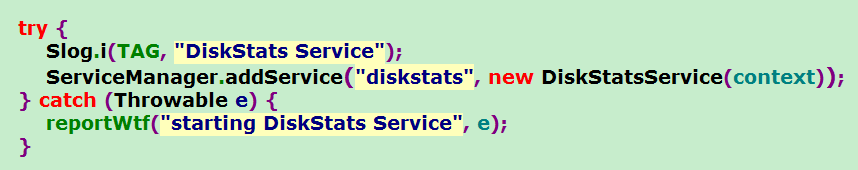 try {
Slog.i(TAG, "DiskStats Service");
ServiceManager.addService("diskstats", new DiskStatsService(context));
} catch (Throwable e) {
reportWtf("starting DiskStats Service", e);
}